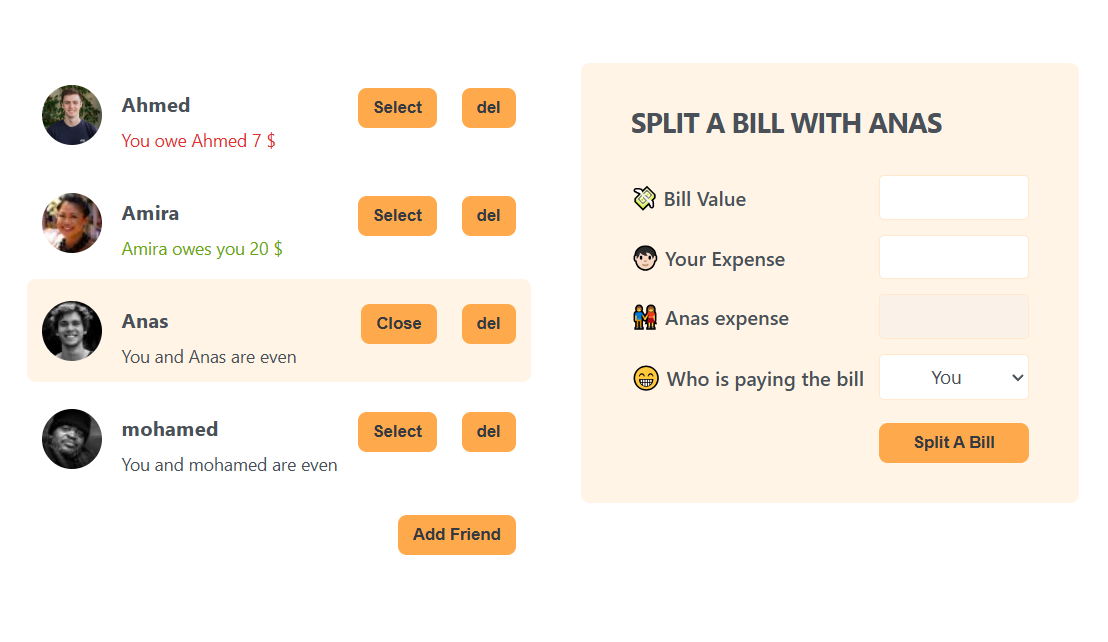 Ahmed
Select
del
You owe Ahmed 7 $
Amira
Select
del
Amira owes you 20 $
Anas
Close
del
You and Anas are even
mohamed
Select
del
You and mohamed are even
Add Friend
SPLIT A BILL WITH ANAS
Bill Value
Your Expense
Anas expense
Who is paying the bill
You
Split A Bill